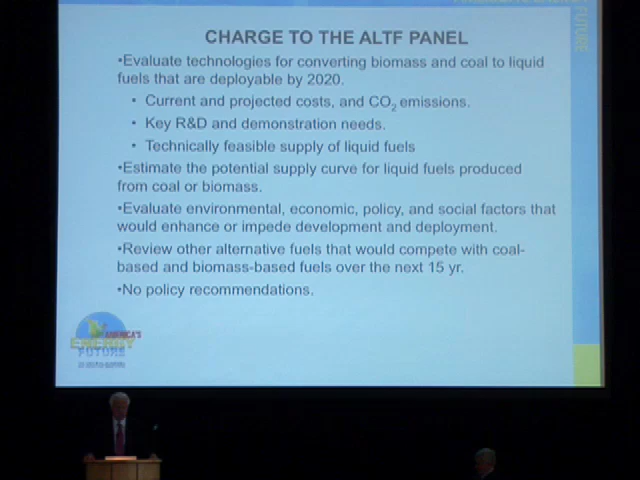 FUTURE
CHARGE TO THE ALTF PANEL
•Evaluate technologies for converting biomass and coal to liquid
fuels that are deployable by 2020.
• Current and projected costs, and CO2 emissions.
• Key R&D and demonstration needs.
• Technically feasible supply of liquid fuels
•Estimate the potential supply curve for liquid fuels produced
from coal or biomass.
•Evaluate environmental, economic, policy, and social factors that
would enhance or impede development and deployment.
•Review other alternative fuels that would compete with coal-
based and biomass-based fuels over the next 15 yr.
•No policy recommendations.
AMERICA'S
ENERGY
FUTURE